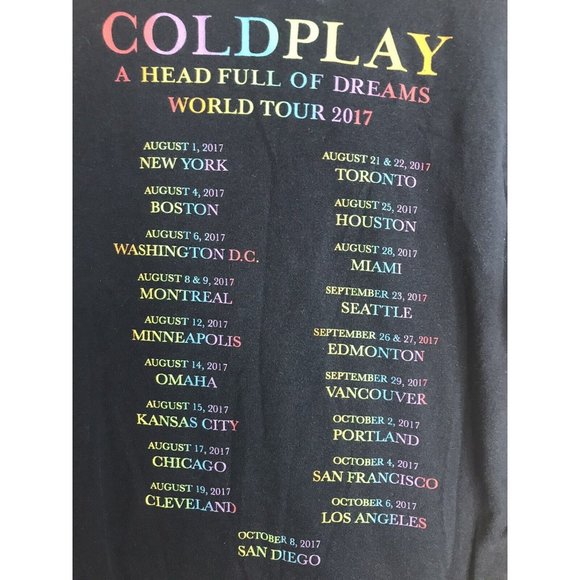 COLDPLAY
A HEAD FULL OF DREAMS
WORLD TOUR 2017
AUGUST 1, 2017
NEW YORK
AUGUST 4, 2017
BOSTON
AUGUST 6, 2017
WASHINGTON D.C.
AUGUST 8 & 9, 2017
MONTREAL
AUGUST 12, 2017
MINNEAPOLIS
AUGUST 14, 2017
OMAHA
AUGUST 15, 2017
KANSAS CITY
AUGUST 17, 2017
CHICAGO
AUGUST 19, 2017
CLEVELAND
AUGUST 21 & 22, 2017
TORONTO
AUGUST 25, 2017
HOUSTON
AUGUST 28, 2017
MIAMI
SEPTEMBER 23, 2017
SEATTLE
SEPTEMBER 26 & 27, 2017
EDMONTON
SEPTEMBER 29, 2017
VANCOUVER
OCTOBER 2, 2017
PORTLAND
OCTOBER 4, 2017
SAN FRANCISCO
OCTOBER 6, 2017
LOS ANGELES
OCTOBER 8, 2017
SAN DIEGO